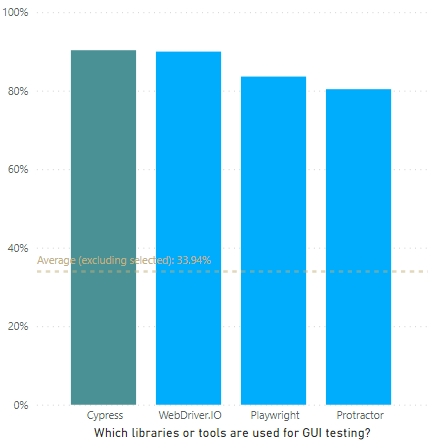 100%
80%
60%
40%
Average (excluding selected): 33.94%
20%
0%
Cypress WebDriver.IO Playwright Protractor
Which libraries or tools are used for GUI testing?